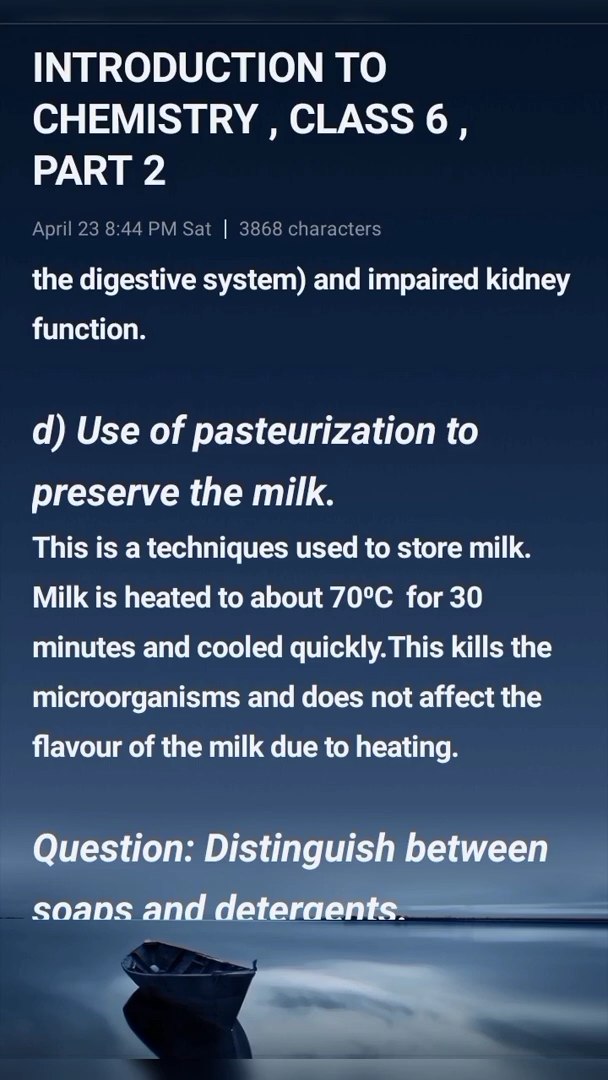 INTRODUCTION TO
CHEMISTRY , CLASS 6 ,
PART 2
April 23 8:44 PM Sat | 3868 characters
the digestive system) and impaired kidney
function.
d) Use of pasteurization to
preserve the milk.
This is a techniques used to store milk.
Milk is heated to about 70⁰C  for 30
minutes and cooled quickly.This kills the
microorganisms and does not affect the
flavour of the milk due to heating.
Question: Distinguish between
soaps and detergents.